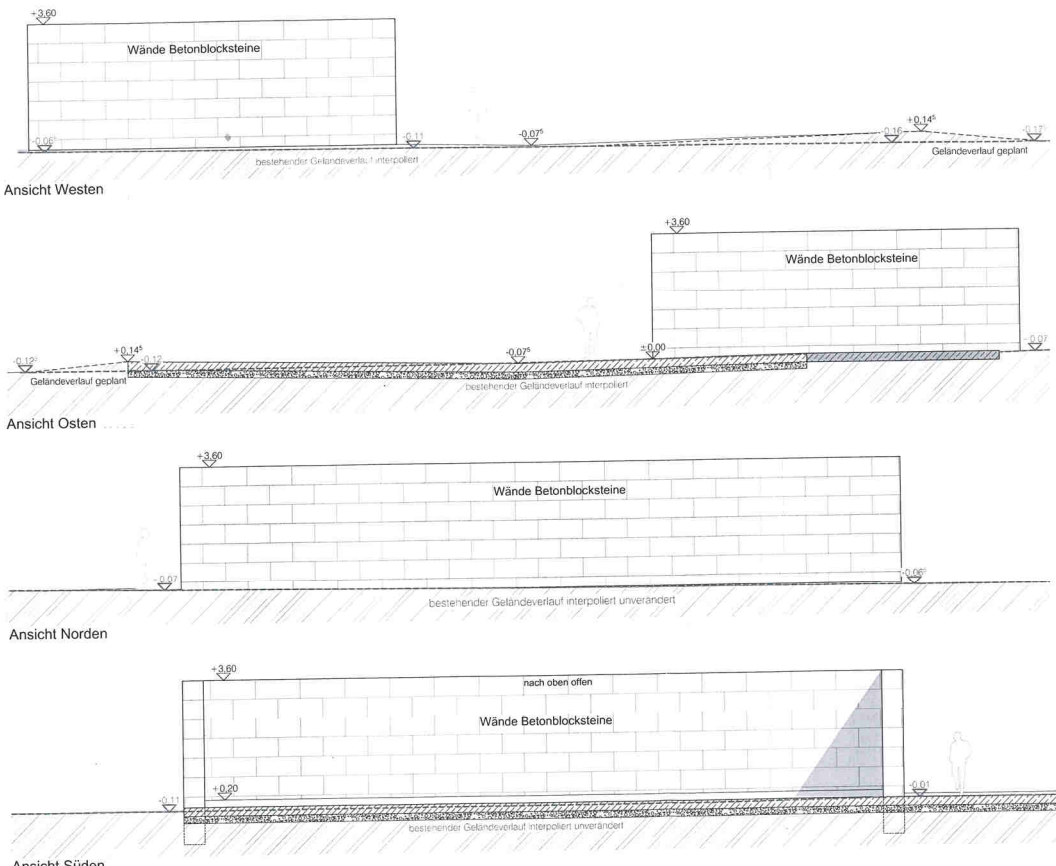 +3.60
Wände Betonblocksteine
-0.06⁵
-0.11
-0.07⁵
-0.16
+0.14⁵
-0.12⁵
bestehender Geländeverlauf interpoliert
Geländeverlauf geplant
Ansicht Westen
+3.60
Wände Betonblocksteine
-0.12⁵
+0.14⁵
-0.12
-0.07⁵
±0.00
-0.07
Geländeverlauf geplant
bestehender Geländeverlauf interpoliert
Ansicht Osten
+3.60
Wände Betonblocksteine
-0.07
-0.06⁵
bestehender Geländeverlauf interpoliert unverändert
Ansicht Norden
+3.60
nach oben offen
Wände Betonblocksteine
-0.11
+0.20
-0.01
bestehender Geländeverlauf interpoliert unverändert
Ansicht Süden